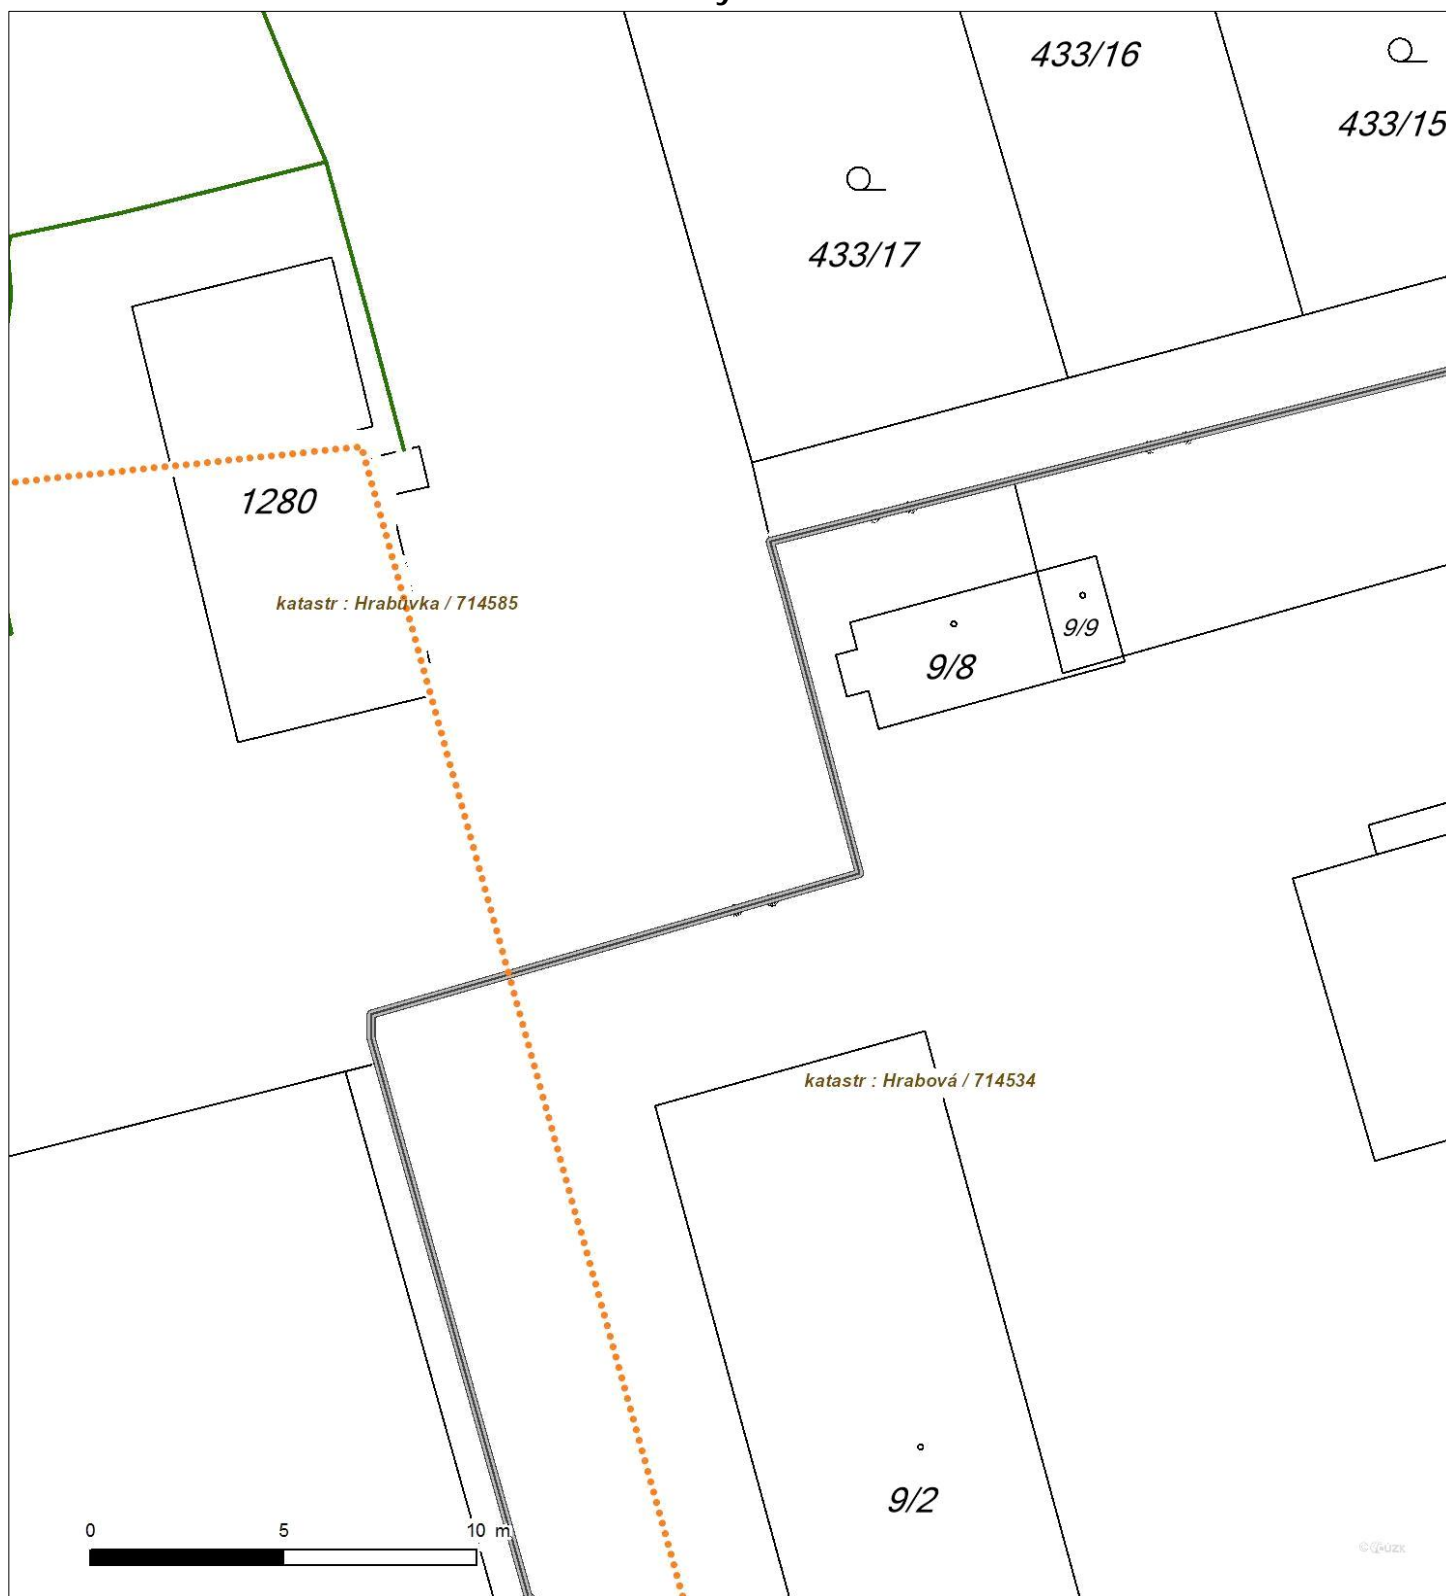 433/16
433/15
433/17
1280
katastr : Hrabůvka / 714585
9/9
9/8
katastr : Hrabová / 714534
9/2
0 5 10 m